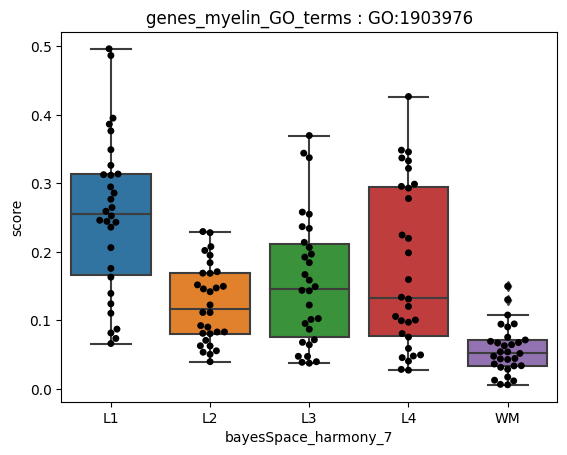 genes_myelin_GO_terms : GO:1903976
score
0.5
0.4
0.3
0.2
0.1
0.0
L1 L2 L3 L4 WM
bayesSpace_harmony_7